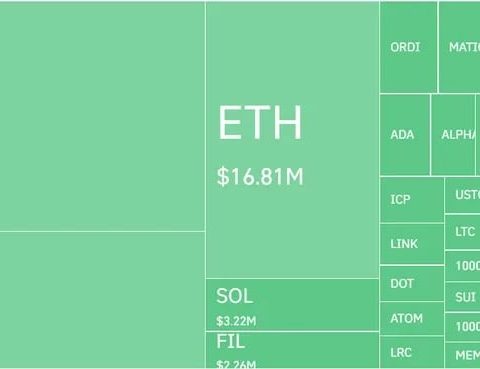 ETH
$16.81M
SOL
$3.22M
FIL
$2.26M
ORDI
MATIC
ADA
ALPHA
ICP
LINK
DOT
ATOM
LRC
USTC
LTC
1000
SUI
1000
MEM